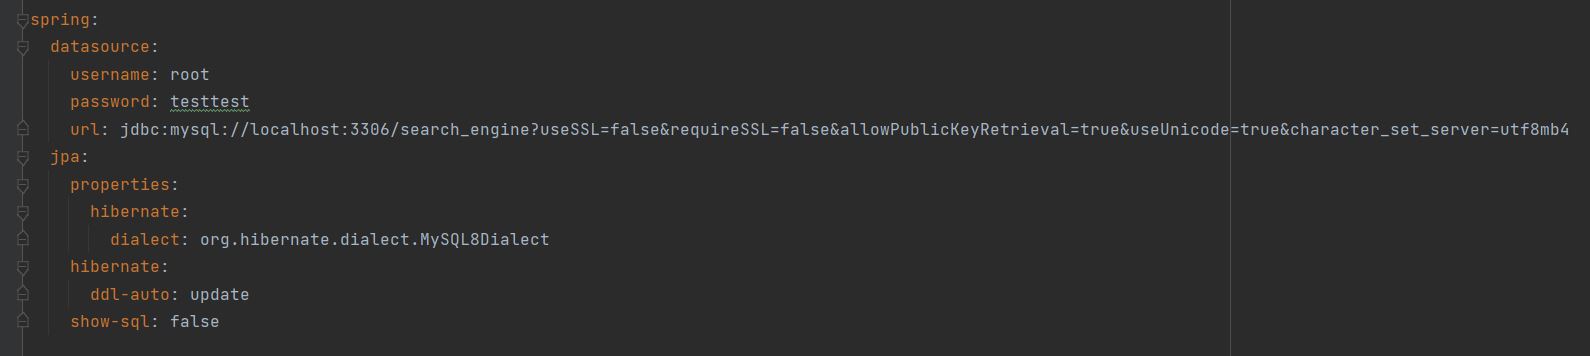 spring:
  datasource:
    username: root
    password: testtest
    url: jdbc:mysql://localhost:3306/search_engine?useSSL=false&requireSSL=false&allowPublicKeyRetrieval=true&useUnicode=true&character_set_server=utf8mb4
  jpa:
    properties:
      hibernate:
        dialect: org.hibernate.dialect.MySQL8Dialect
    hibernate:
      ddl-auto: update
    show-sql: false